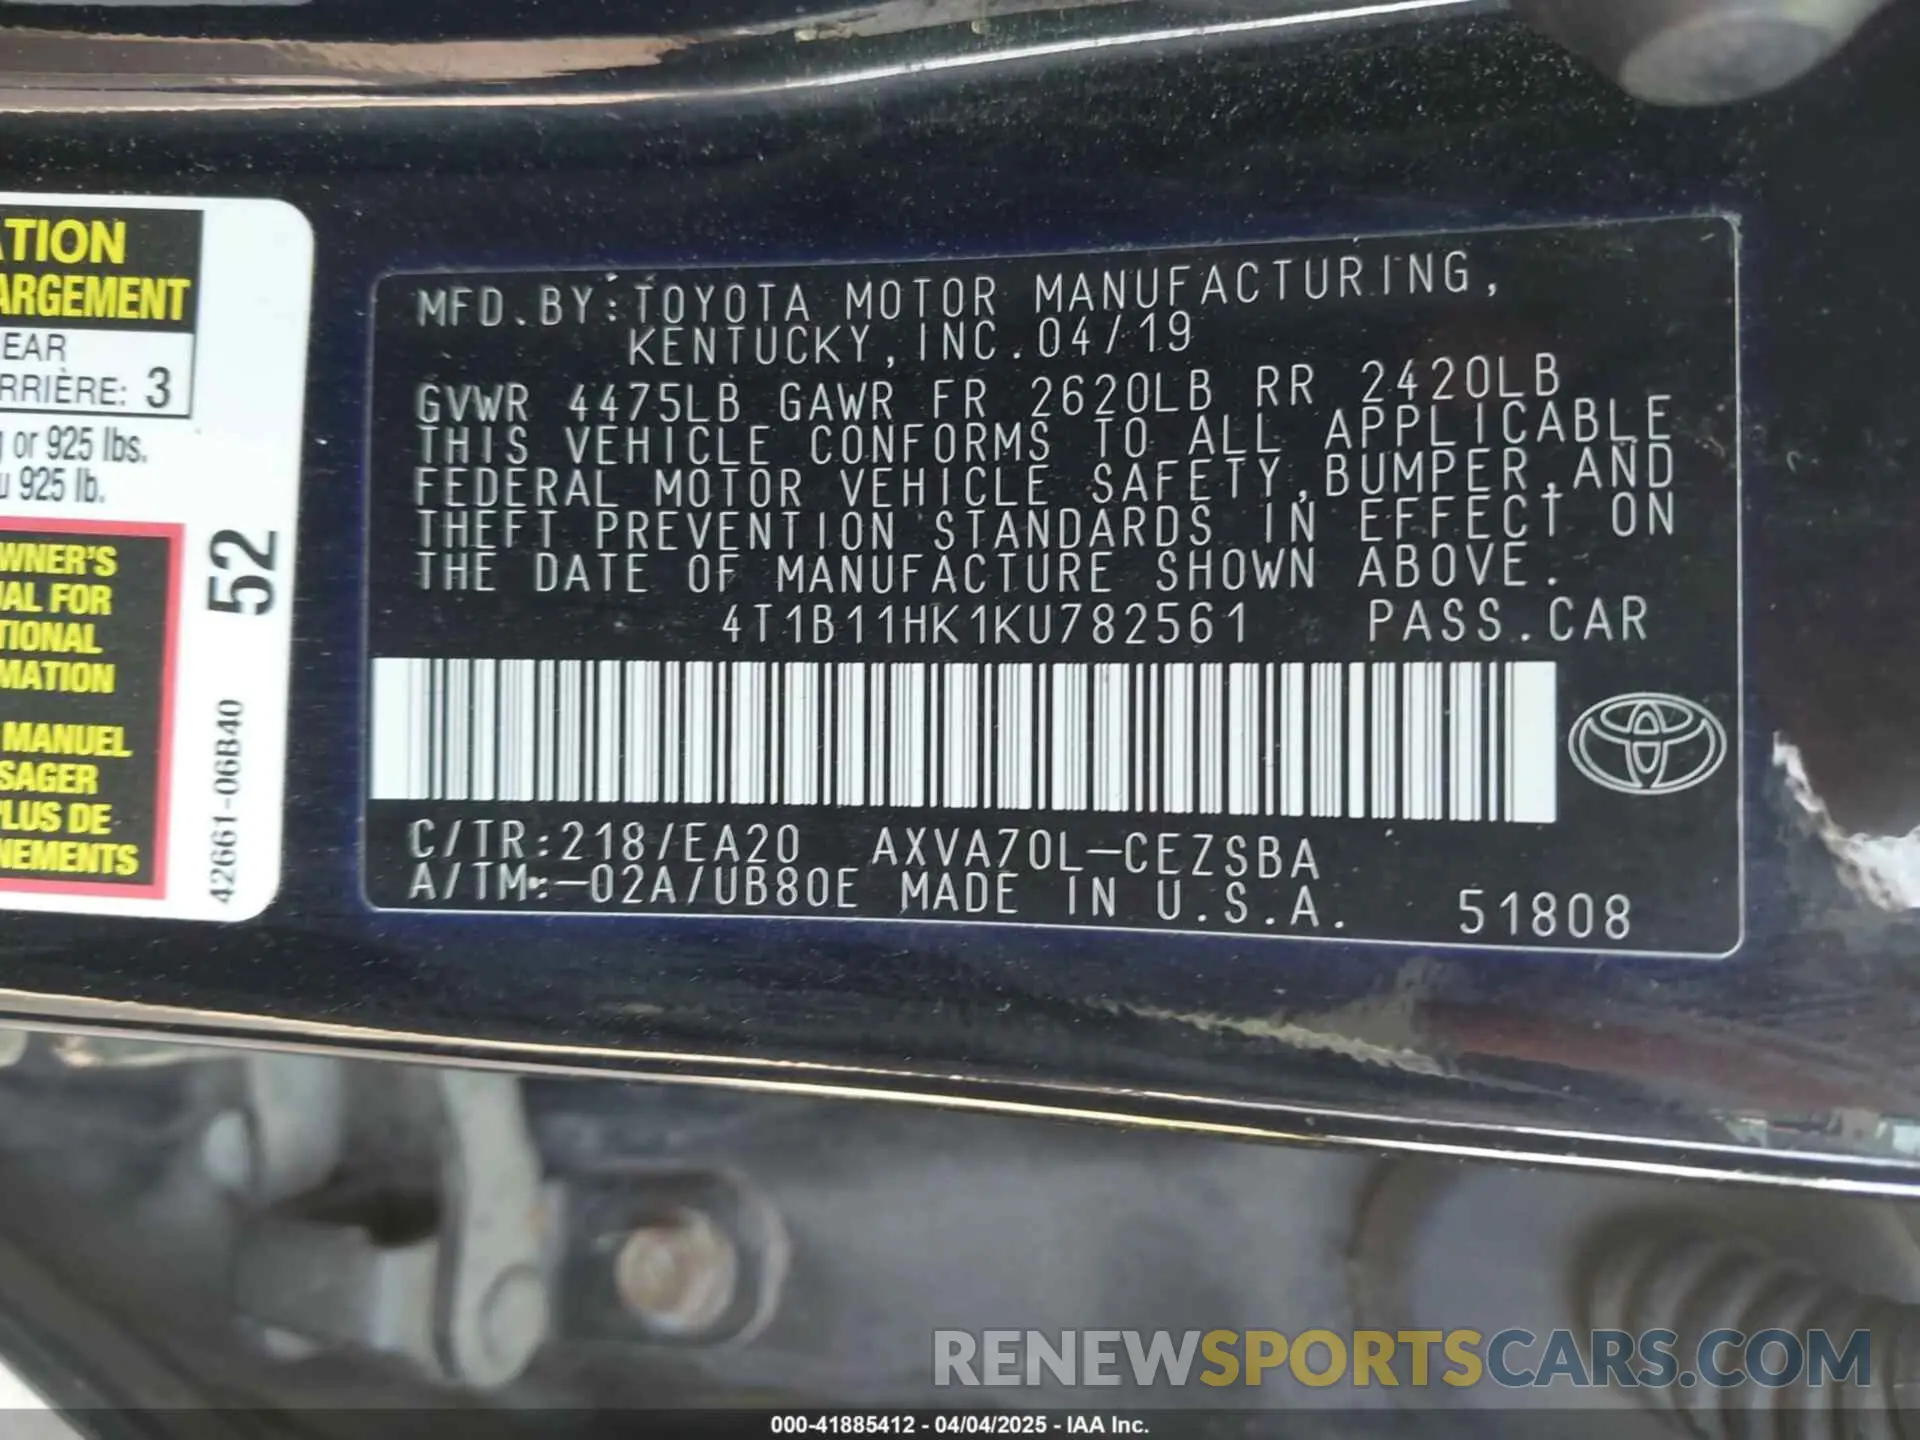 ATION
ARGEMENT
EAR
RRIÈRE: 3
or 925 lbs.
925 lb.
WNER'S
AL FOR
TIONAL
MATION
MANUEL
SAGER
PLUS DE
NEMENTS
52
42661-06B40
MFD.BY:TOYOTA MOTOR MANUFACTURING,
KENTUCKY,INC.04/19
GVWR 4475LB GAWR FR 2620LB RR 2420LB
THIS VEHICLE CONFORMS TO ALL APPLICABLE
FEDERAL MOTOR VEHICLE SAFETY,BUMPER,AND
THEFT PREVENTION STANDARDS IN EFFECT ON
THE DATE OF MANUFACTURE SHOWN ABOVE.
4T1B11HK1KU782561 PASS.CAR
C/TR:218/EA20 AXVA70L-CEZSBA
A/TM:-02A/UB80E MADE IN U.S.A. 51808
RENEWSPORTSCARS.COM
000-41885412 - 04/04/2025 - IAA Inc.